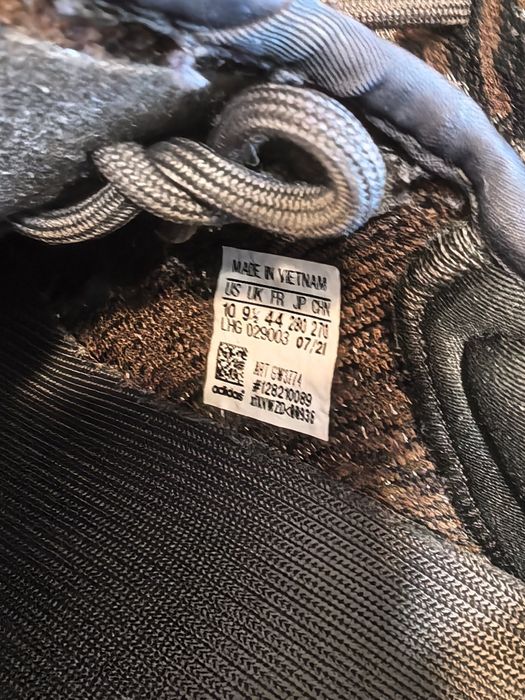 MADE IN VIETNAM
US UK FR JP CHN
10 9½ 44 280 270
LHG 029003 07/21
ART GW3774
#128210089
adidas